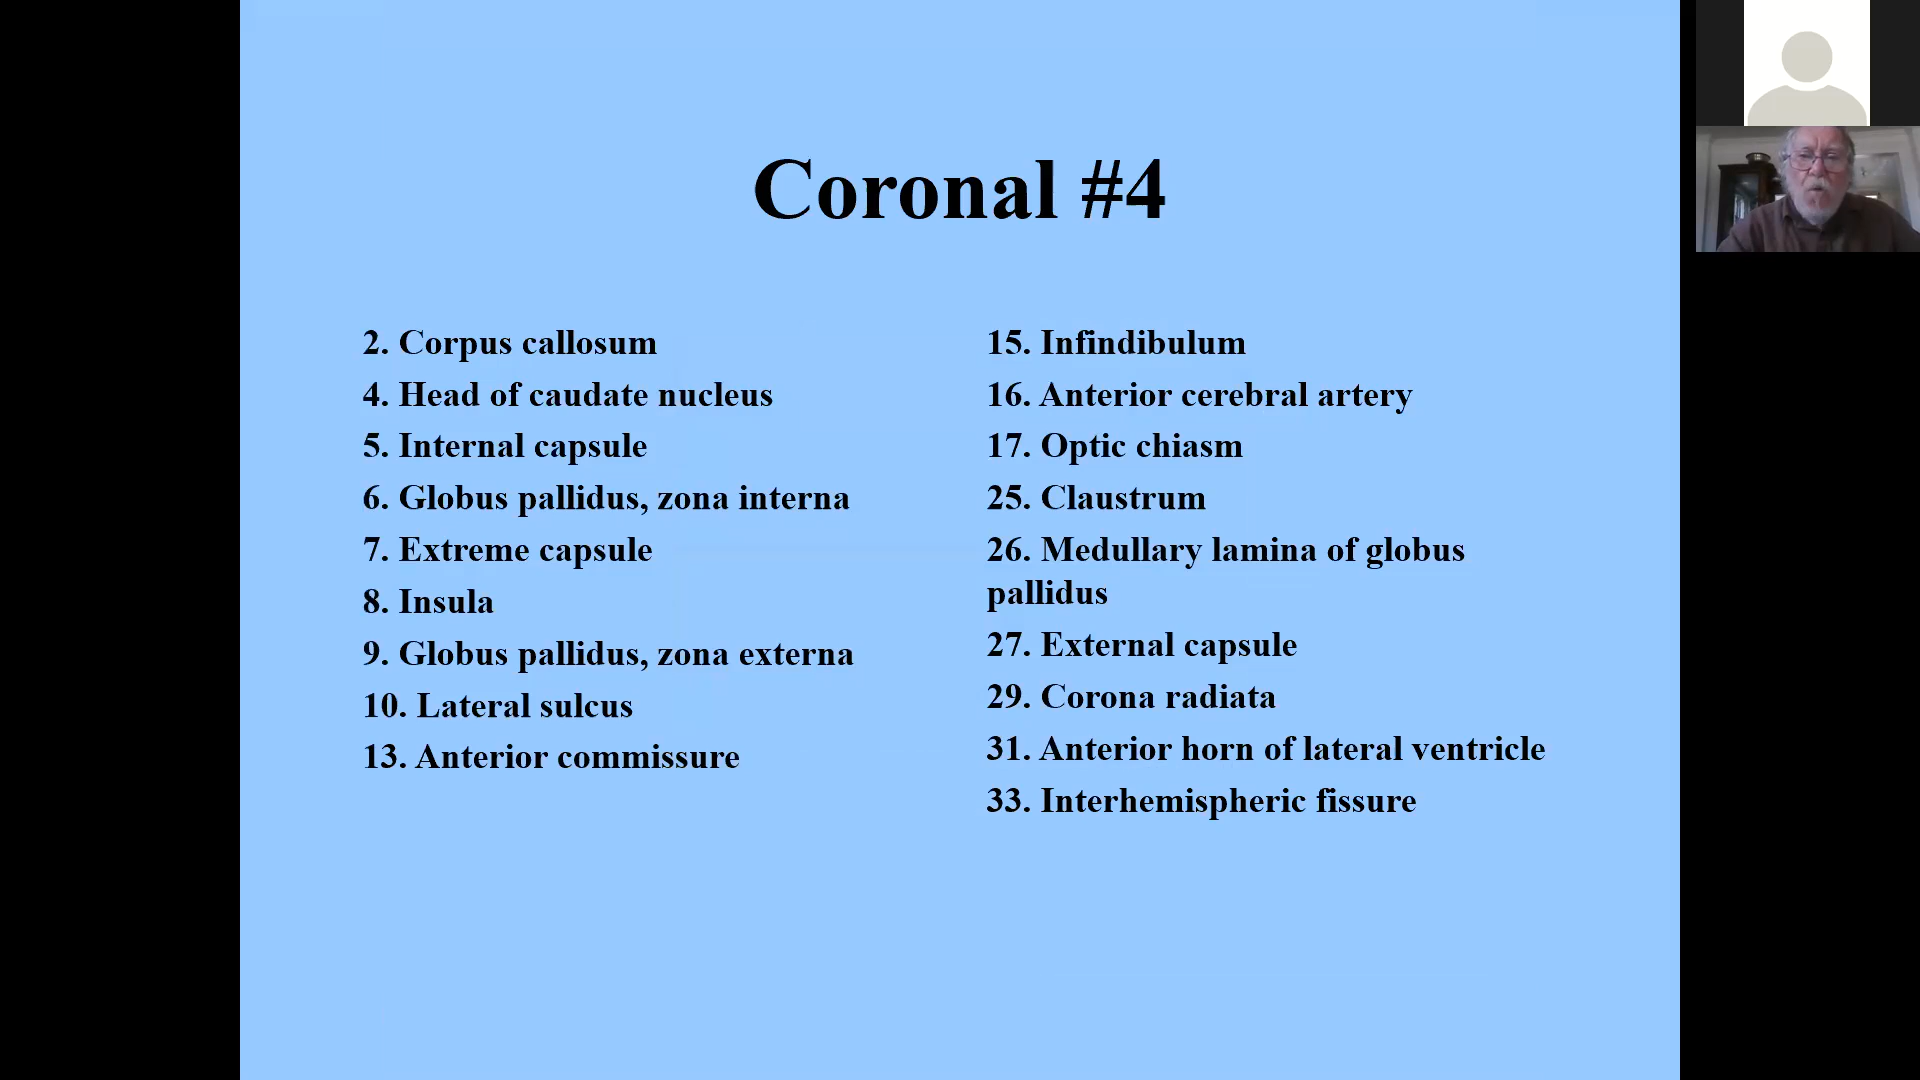 Coronal #4
2. Corpus callosum
4. Head of caudate nucleus
5. Internal capsule
6. Globus pallidus, zona interna
7. Extreme capsule
8. Insula
9. Globus pallidus, zona externa
10. Lateral sulcus
13. Anterior commissure
15. Infindibulum
16. Anterior cerebral artery
17. Optic chiasm
25. Claustrum
26. Medullary lamina of globus
pallidus
27. External capsule
29. Corona radiata
31. Anterior horn of lateral ventricle
33. Interhemispheric fissure